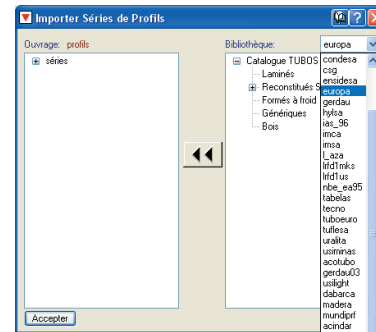 Importer Séries de Profils
Ouvrage: profils
Bibliothèque:
europa
séries
Catalogue TUBOS
Laminés
Reconstitués S
Formés à froid
Génériques
Bois
condesa
csg
ensidesa
europa
gerdau
hylsa
ias_96
imca
imsa
l_aza
lrfd1mks
lrfd1us
nbe_ea95
tabelas
tecno
tuboeuro
tuflesa
uralita
usiminas
acotubo
gerdau03
usilight
dabarca
madera
mundiprf
acindar
Accepter